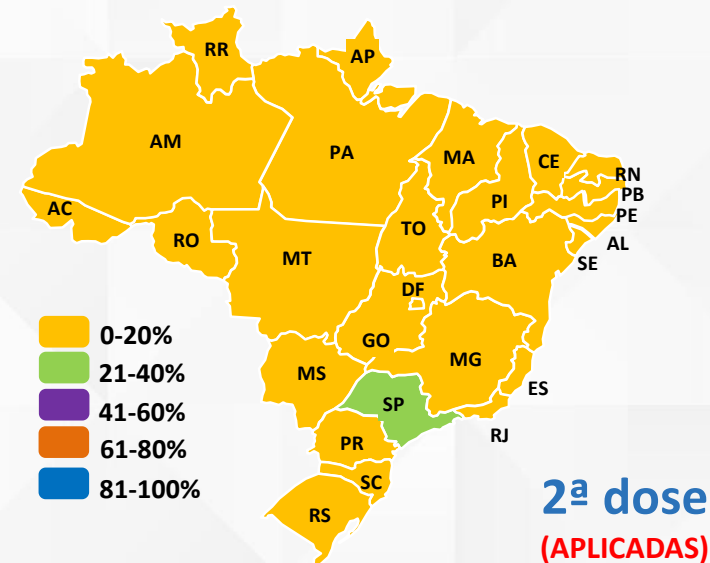 RR
AP
AM
PA
MA
CE
RN
PB
PE
AL
SE
PI
AC
RO
TO
MT
BA
DF
GO
MG
MS
ES
SP
RJ
PR
SC
RS
0-20%
21-40%
41-60%
61-80%
81-100%
2ª dose
(APLICADAS)